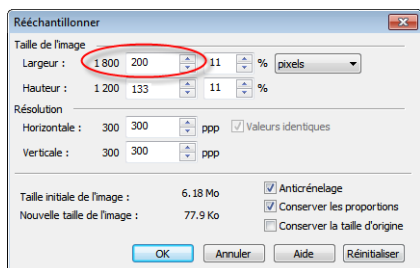 Rééchantillonner
Taille de l'image
Largeur : 1 800 200 11 % pixels
Hauteur : 1 200 133 11 %
Résolution
Horizontale : 300 300 ppp Valeurs identiques
Verticale : 300 300 ppp
Taille initiale de l'image : 6.18 Mo Anticrénelage
Nouvelle taille de l'image : 77.9 Ko Conserver les proportions
Conserver la taille d'origine
OK Annuler Aide Réinitialiser